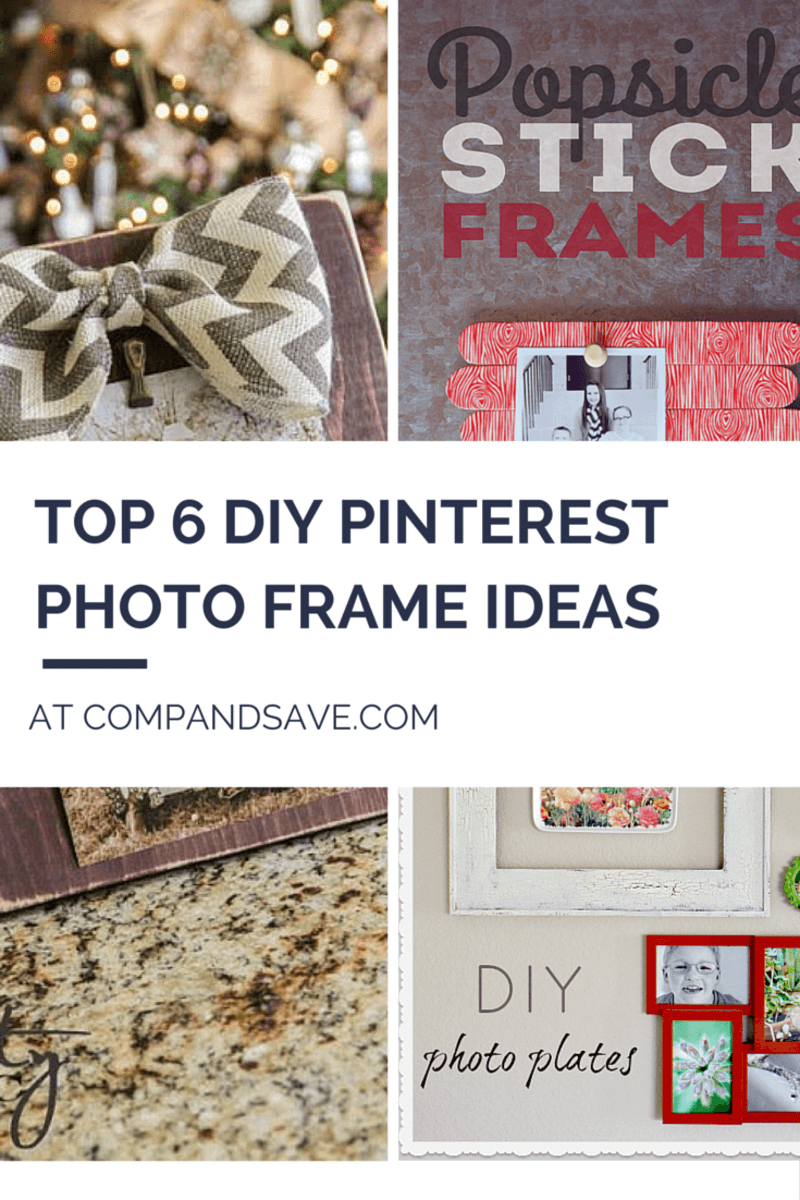 Popsicle
STICK
FRAMES
TOP 6 DIY PINTEREST
PHOTO FRAME IDEAS
AT COMPANDSAVE.COM
DIY
photo plates